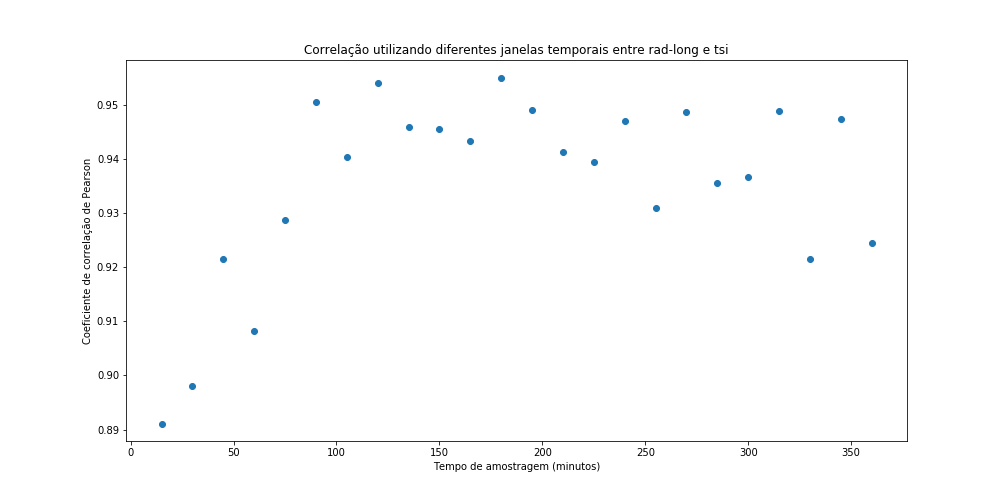 Correlação utilizando diferentes janelas temporais entre rad-long e tsi
Coeficiente de correlação de Pearson
0.95
0.94
0.93
0.92
0.91
0.90
0.89
0 50 100 150 200 250 300 350
Tempo de amostragem (minutos)